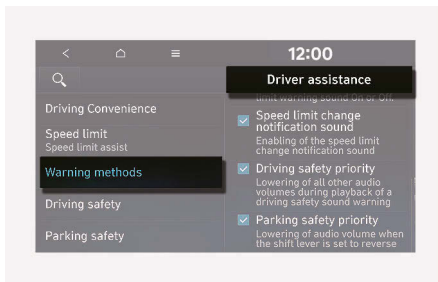 12:00
Driver assistance
Driving Convenience
Speed limit
Speed limit assist
Warning methods
Driving safety
Parking safety
limit warning sound On or Off.
Speed limit change
notification sound
Enabling of the speed limit
change notification sound
Driving safety priority
Lowering of all other audio
volumes during playback of a
driving safety sound warning
Parking safety priority
Lowering of audio volume when
the shift lever is set to reverse